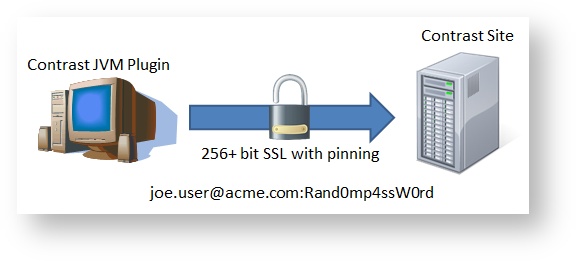 Contrast Site
Contrast JVM Plugin
256+ bit SSL with pinning
joe.user@acme.com:Rand0mp4ssW0rd